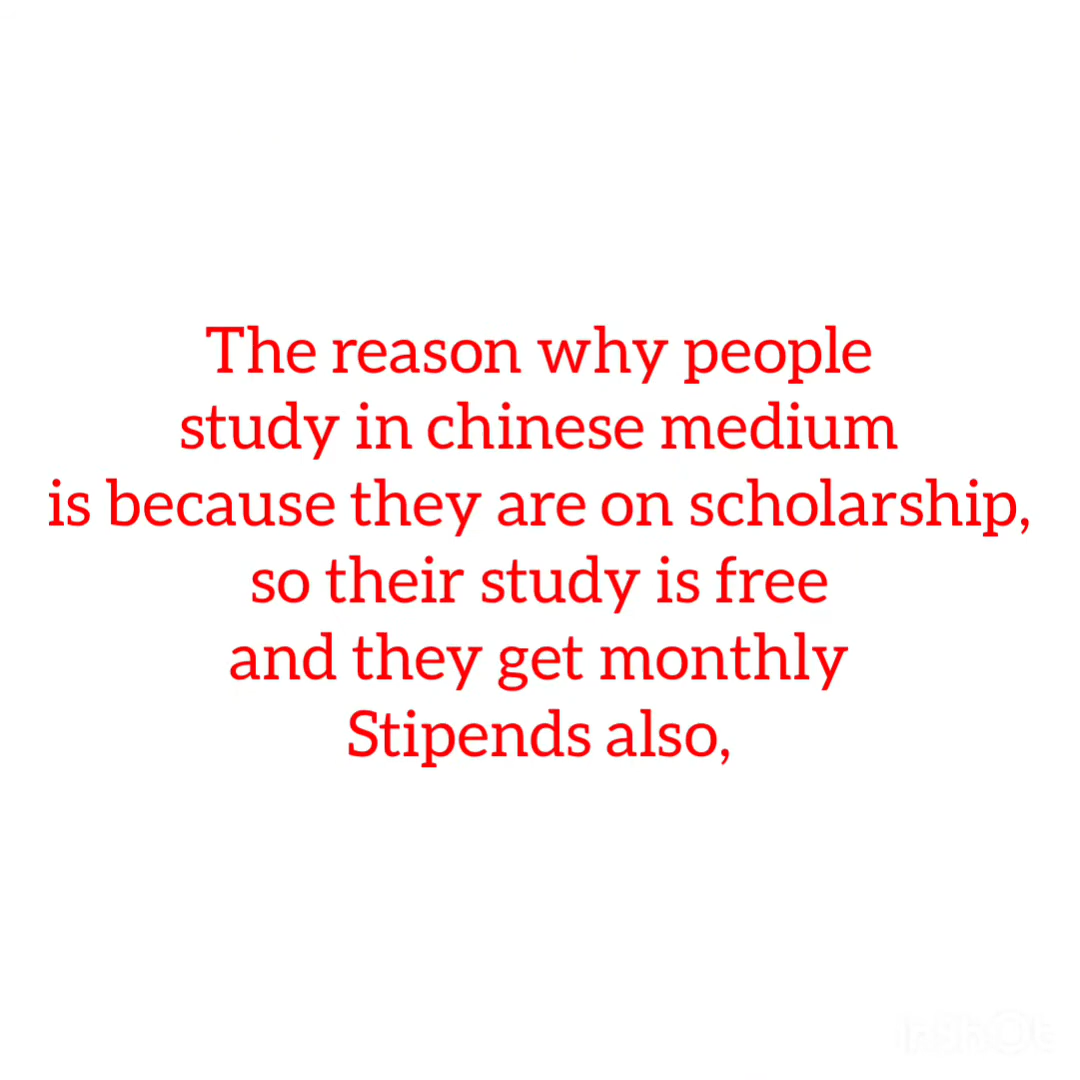 The reason why people
study in chinese medium
is because they are on scholarship,
so their study is free
and they get monthly
Stipends also,